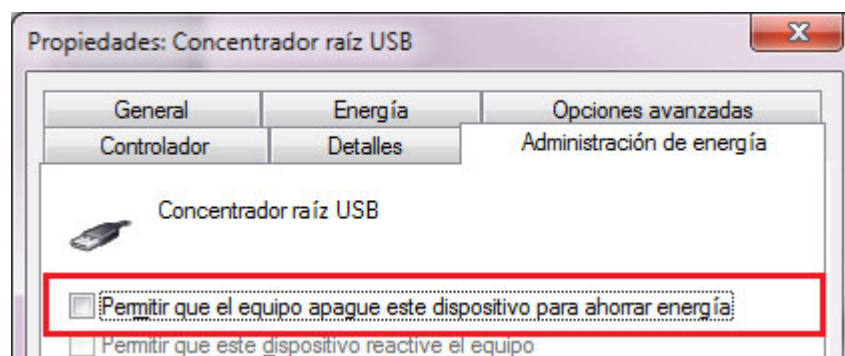 Propiedades: Concentrador raíz USB
X
General
Energía
Opciones avanzadas
Controlador
Detalles
Administración de energía
Concentrador raíz USB
Permitir que el equipo apague este dispositivo para ahorrar energía
Permitir que este dispositivo reactive el equipo